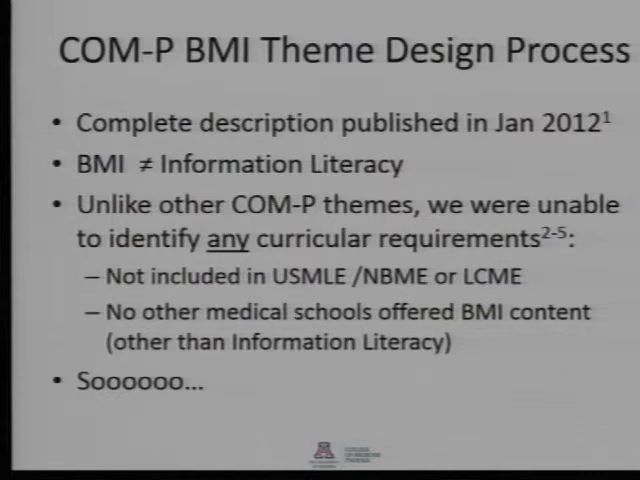 COM-P BMI Theme Design Process
• Complete description published in Jan 2012¹
• BMI ≠ Information Literacy
• Unlike other COM-P themes, we were unable
to identify any curricular requirements²⁻⁵:
– Not included in USMLE /NBME or LCME
– No other medical schools offered BMI content
(other than Information Literacy)
• Soooooo...